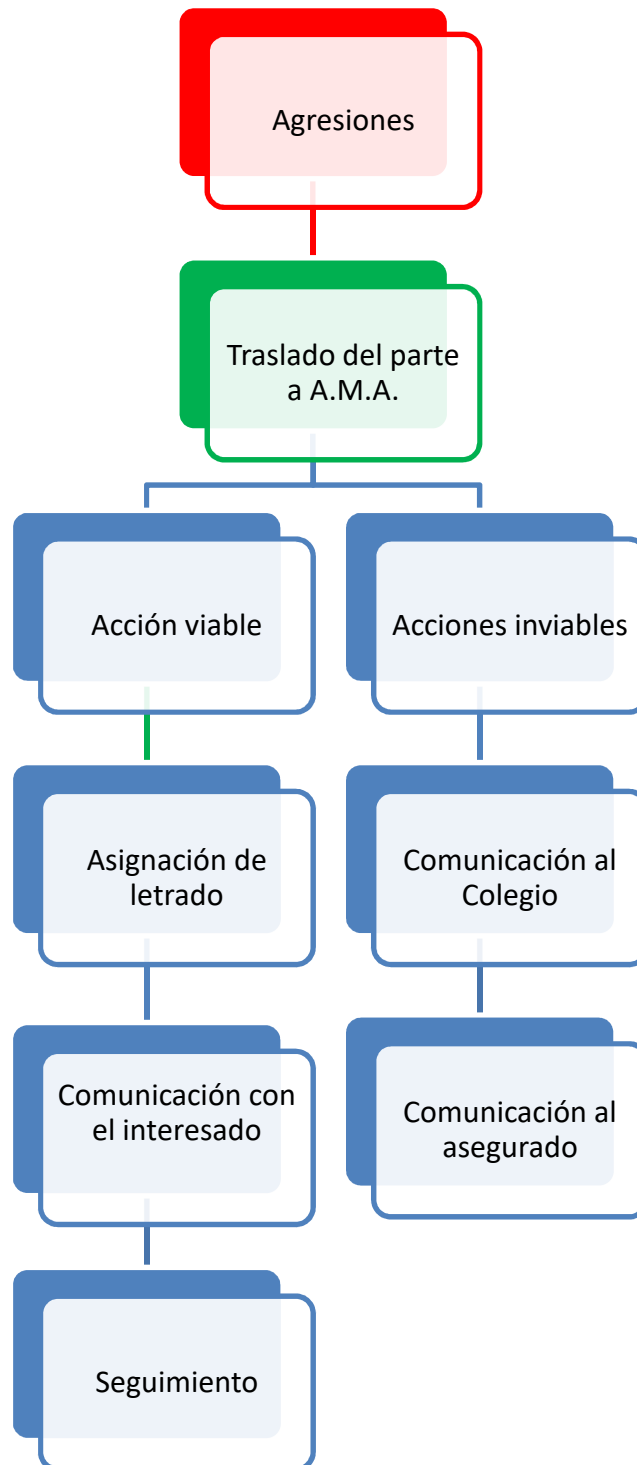 Agresiones
Traslado del parte
a A.M.A.
Acción viable
Acciones inviables
Asignación de
letrado
Comunicación al
Colegio
Comunicación con
el interesado
Comunicación al
asegurado
Seguimiento